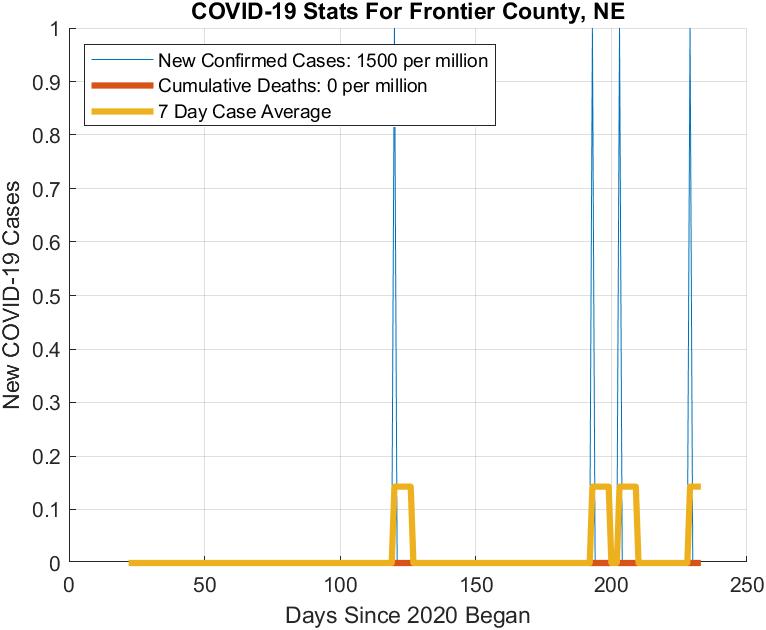 COVID-19 Stats For Frontier County, NE
New Confirmed Cases: 1500 per million
Cumulative Deaths: 0 per million
7 Day Case Average
New COVID-19 Cases
1
0.9
0.8
0.7
0.6
0.5
0.4
0.3
0.2
0.1
0
0 50 100 150 200 250
Days Since 2020 Began